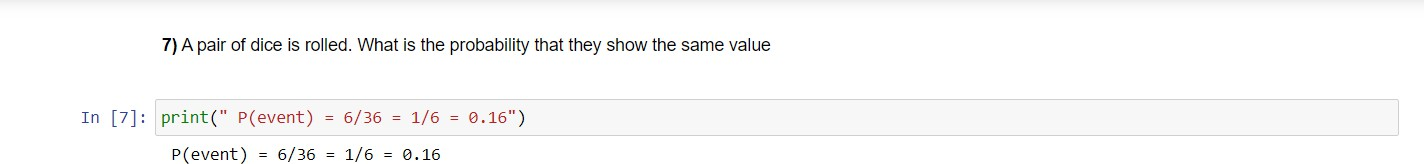 7) A pair of dice is rolled. What is the probability that they show the same value
In [7]: print(" P(event) = 6/36 = 1/6 = 0.16")
P(event) = 6/36 = 1/6 = 0.16